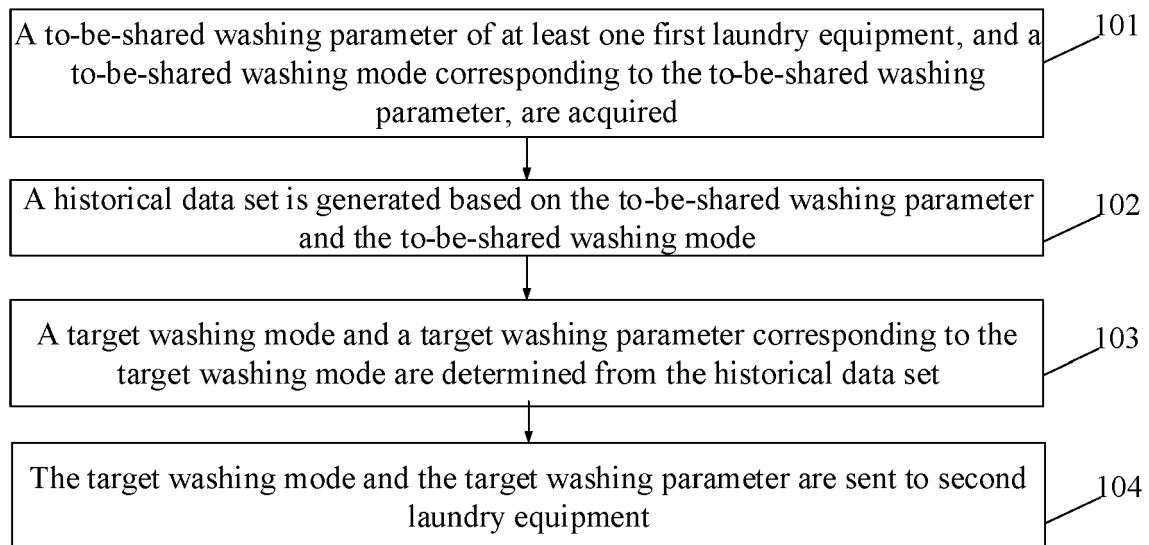 A to-be-shared washing parameter of at least one first laundry equipment, and a
to-be-shared washing mode corresponding to the to-be-shared washing
parameter, are acquired
101
A historical data set is generated based on the to-be-shared washing parameter
and the to-be-shared washing mode
102
A target washing mode and a target washing parameter corresponding to the
target washing mode are determined from the historical data set
103
The target washing mode and the target washing parameter are sent to second
laundry equipment
104